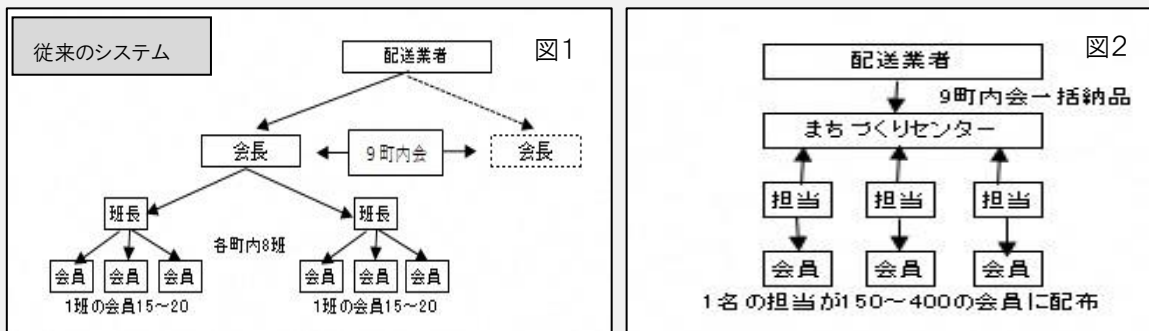 従来のシステム
図1
配送業者
会長
9町内会
会長
班長
班長
各町内8班
会員
会員
会員
会員
会員
会員
1班の会員15～20
1班の会員15～20
図2
配送業者
9町内会一括納品
まちづくりセンター
担当
担当
担当
会員
会員
会員
1名の担当が150～400の会員に配布